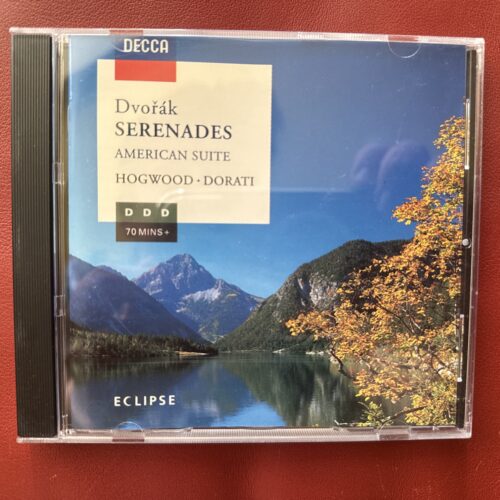 DECCA
Dvořák
SERENADES
AMERICAN SUITE
HOGWOOD · DORATI
D D D
70 MINS+
ECLIPSE